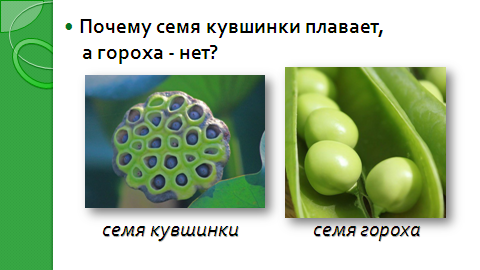 Почему семя кувшинки плавает,
а гороха - нет?
семя кувшинки
семя гороха